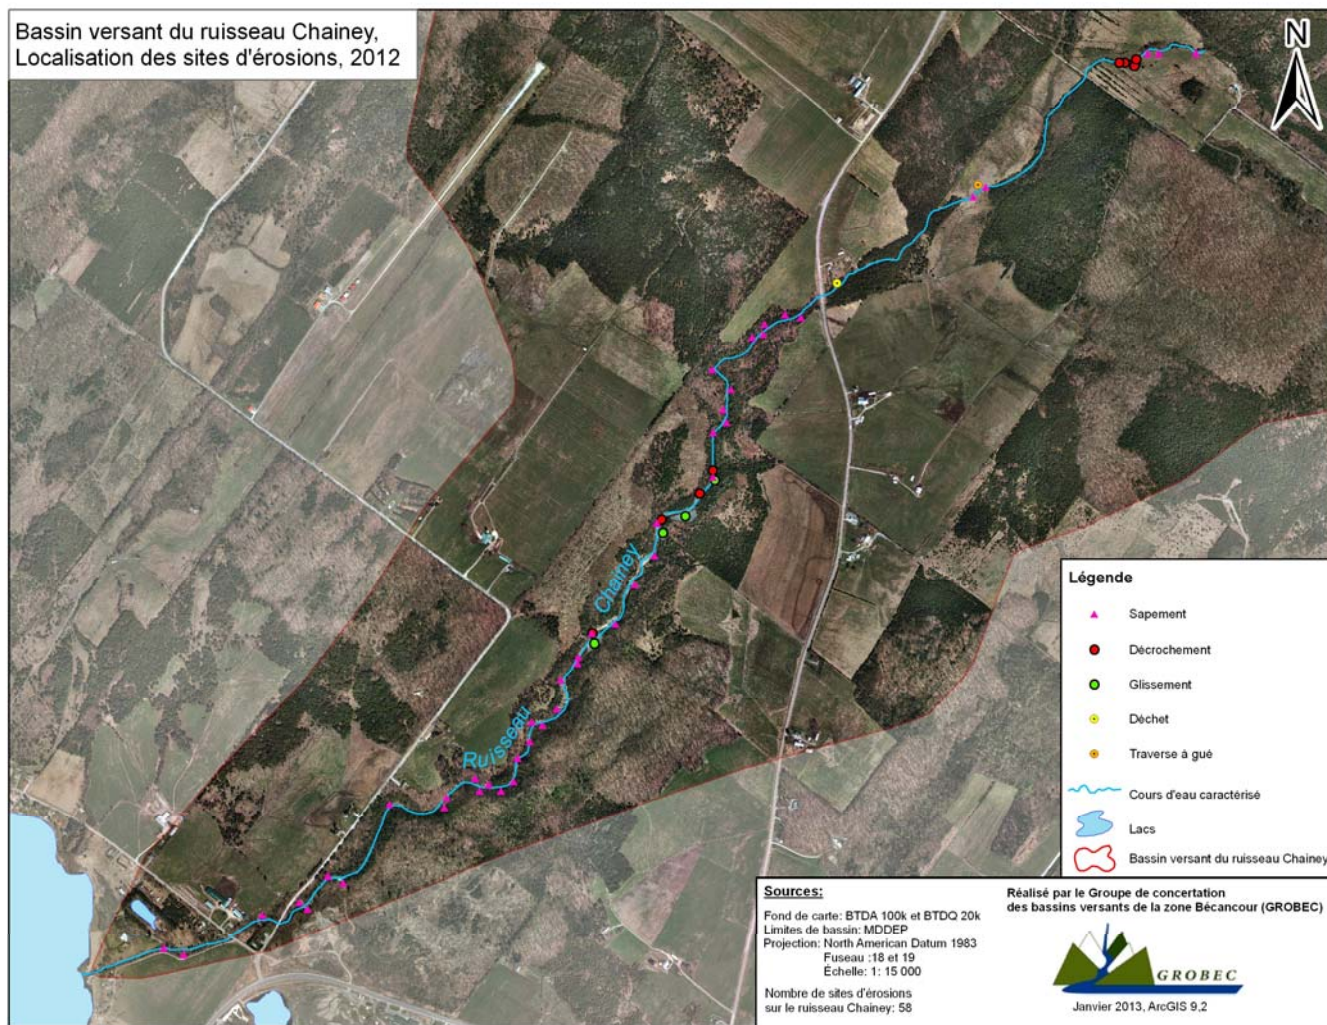 Bassin versant du ruisseau Chainey,
Localisation des sites d'érosions, 2012
N
Ruisseau Chainey
Légende
Sapement
Décrochement
Glissement
Déchet
Traverse à gué
Cours d'eau caractérisé
Lacs
Bassin versant du ruisseau Chainey
Sources:
Fond de carte: BTDA 100k et BTDQ 20k
Limites de bassin: MDDEP
Projection: North American Datum 1983
Fuseau :18 et 19
Échelle: 1: 15 000
Nombre de sites d'érosions
sur le ruisseau Chainey: 58
Réalisé par le Groupe de concertation
des bassins versants de la zone Bécancour (GROBEC)
GROBEC
Janvier 2013, ArcGIS 9,2